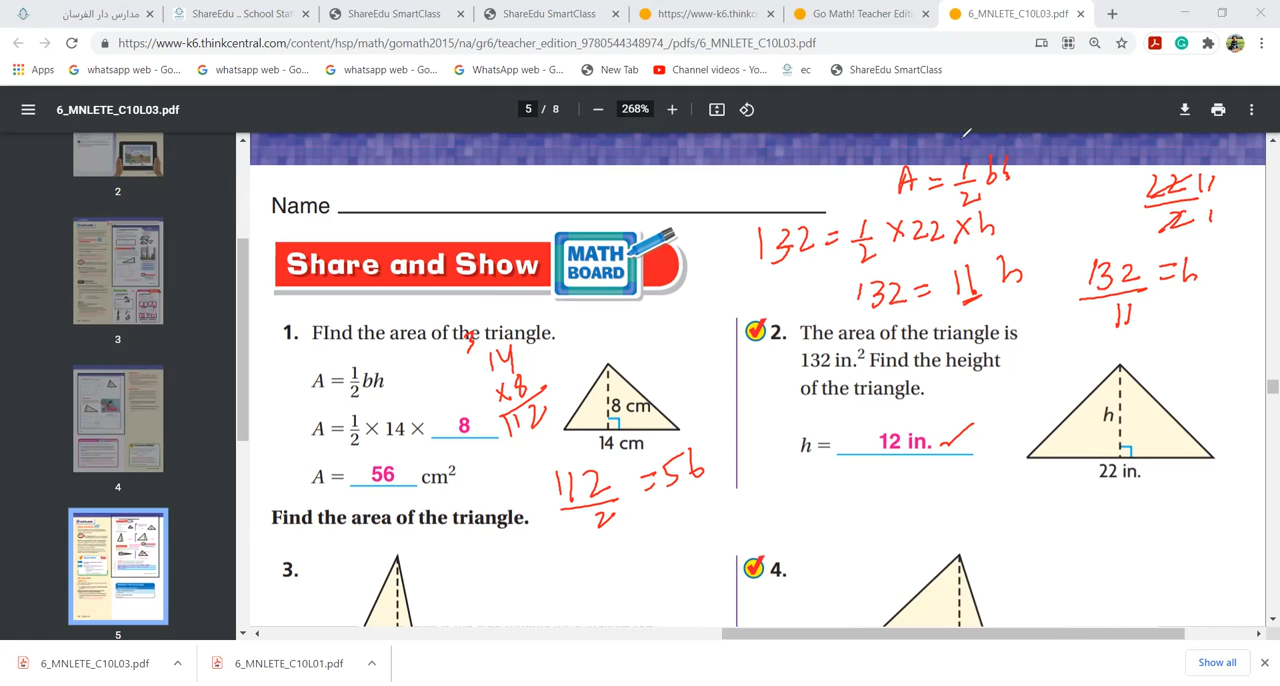 مدارس دار الفرسان
ShareEdu .. School Staf
ShareEdu SmartClass
ShareEdu SmartClass
https://www-k6.thinkc
Go Math! Teacher Editi
6_MNLETE_C10L03.pdf
https://www-k6.thinkcentral.com/content/hsp/math/gomath2015/na/gr6/teacher_edition_9780544348974_/pdfs/6_MNLETE_C10L03.pdf
Apps
whatsapp web - Go...
whatsapp web - Go...
whatsapp web - Go...
WhatsApp web - G...
New Tab
Channel videos - Yo...
ec
ShareEdu SmartClass
6_MNLETE_C10L03.pdf
5 / 8
268%
2
3
4
5
Name
Share and Show
MATH
BOARD
A = 1/2 bh
132 = 1/2 × 22 × h
132 = 11 h
22 11
2 1
132/11 = h
1. FInd the area of the triangle.
A = 1/2 bh
A = 1/2 × 14 × 8
A = 56 cm²
3
14
×8
112
8 cm
14 cm
112/2 = 56
2. The area of the triangle is
132 in.² Find the height
of the triangle.
h = 12 in.
h
22 in.
Find the area of the triangle.
3.
4.
6_MNLETE_C10L03.pdf
6_MNLETE_C10L01.pdf
Show all